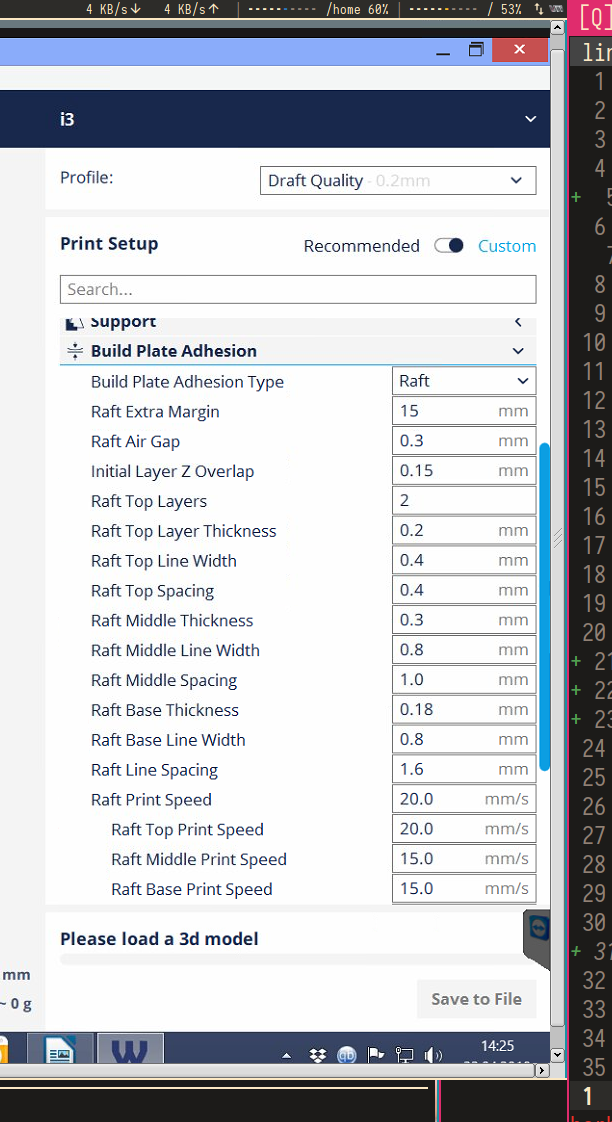 4 KB/s↓ 4 KB/s↑ | ---------- /home 60% | ---------- / 53% ↑↓
[Q]
lin
i3
Profile: Draft Quality - 0.2mm
Print Setup Recommended Custom
Search...
Support
Build Plate Adhesion
Build Plate Adhesion Type Raft
Raft Extra Margin 15 mm
Raft Air Gap 0.3 mm
Initial Layer Z Overlap 0.15 mm
Raft Top Layers 2
Raft Top Layer Thickness 0.2 mm
Raft Top Line Width 0.4 mm
Raft Top Spacing 0.4 mm
Raft Middle Thickness 0.3 mm
Raft Middle Line Width 0.8 mm
Raft Middle Spacing 1.0 mm
Raft Base Thickness 0.18 mm
Raft Base Line Width 0.8 mm
Raft Line Spacing 1.6 mm
Raft Print Speed 20.0 mm/s
Raft Top Print Speed 20.0 mm/s
Raft Middle Print Speed 15.0 mm/s
Raft Base Print Speed 15.0 mm/s
Please load a 3d model
mm
~ 0 g
Save to File
W
qb
14:25
1
2
3
4
+ 5
6
7
8
9
10
11
12
13
14
15
16
17
18
19
20
+ 21
+ 22
+ 23
24
25
26
27
28
29
30
+ 31
32
33
34
35
1